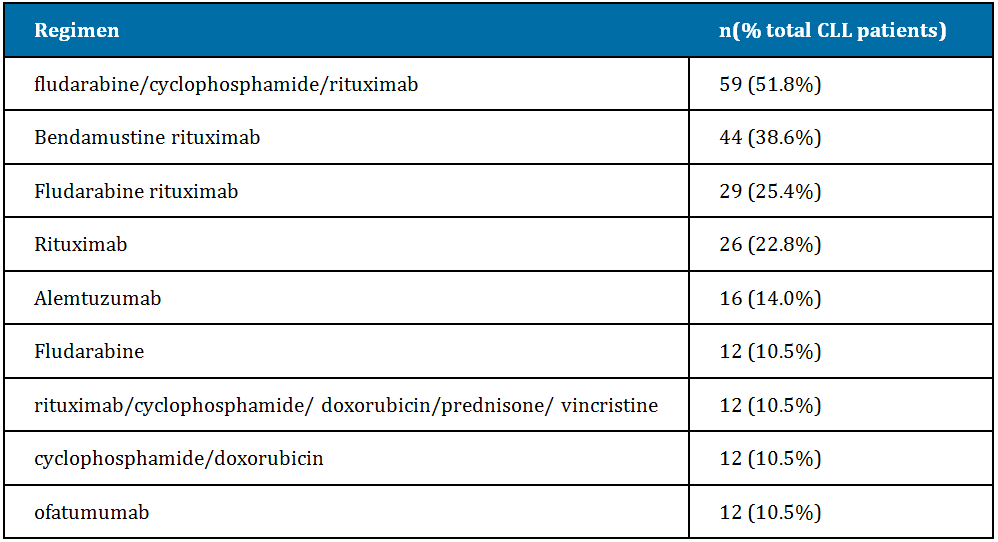 Regimen n(% total CLL patients)
fludarabine/cyclophosphamide/rituximab 59 (51.8%)
Bendamustine rituximab 44 (38.6%)
Fludarabine rituximab 29 (25.4%)
Rituximab 26 (22.8%)
Alemtuzumab 16 (14.0%)
Fludarabine 12 (10.5%)
rituximab/cyclophosphamide/ doxorubicin/prednisone/ vincristine 12 (10.5%)
cyclophosphamide/doxorubicin 12 (10.5%)
ofatumumab 12 (10.5%)